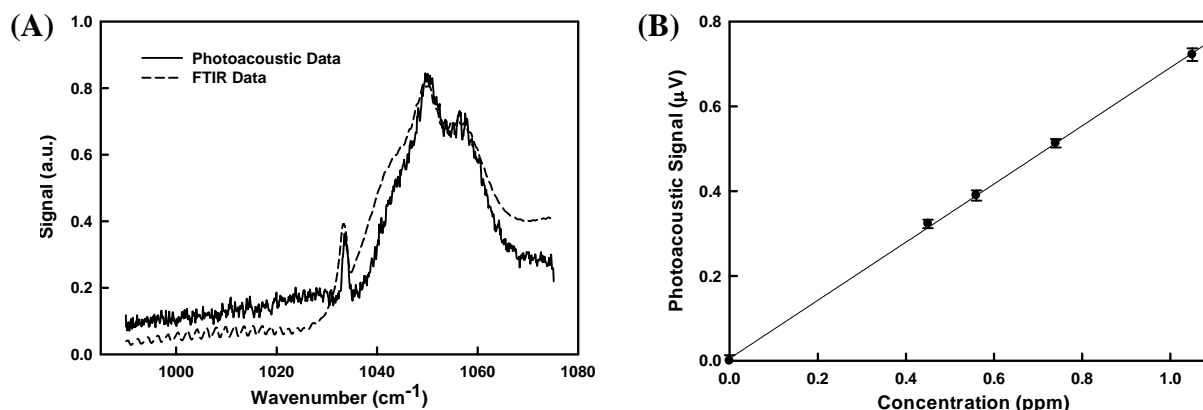 (A)
1.0
0.8
0.6
0.4
0.2
0.0
Signal (a.u.)
Photoacoustic Data
FTIR Data
1000
1020
1040
1060
1080
Wavenumber (cm⁻¹)
(B)
0.8
0.6
0.4
0.2
0.0
Photoacoustic Signal (μV)
0.0
0.2
0.4
0.6
0.8
1.0
Concentration (ppm)